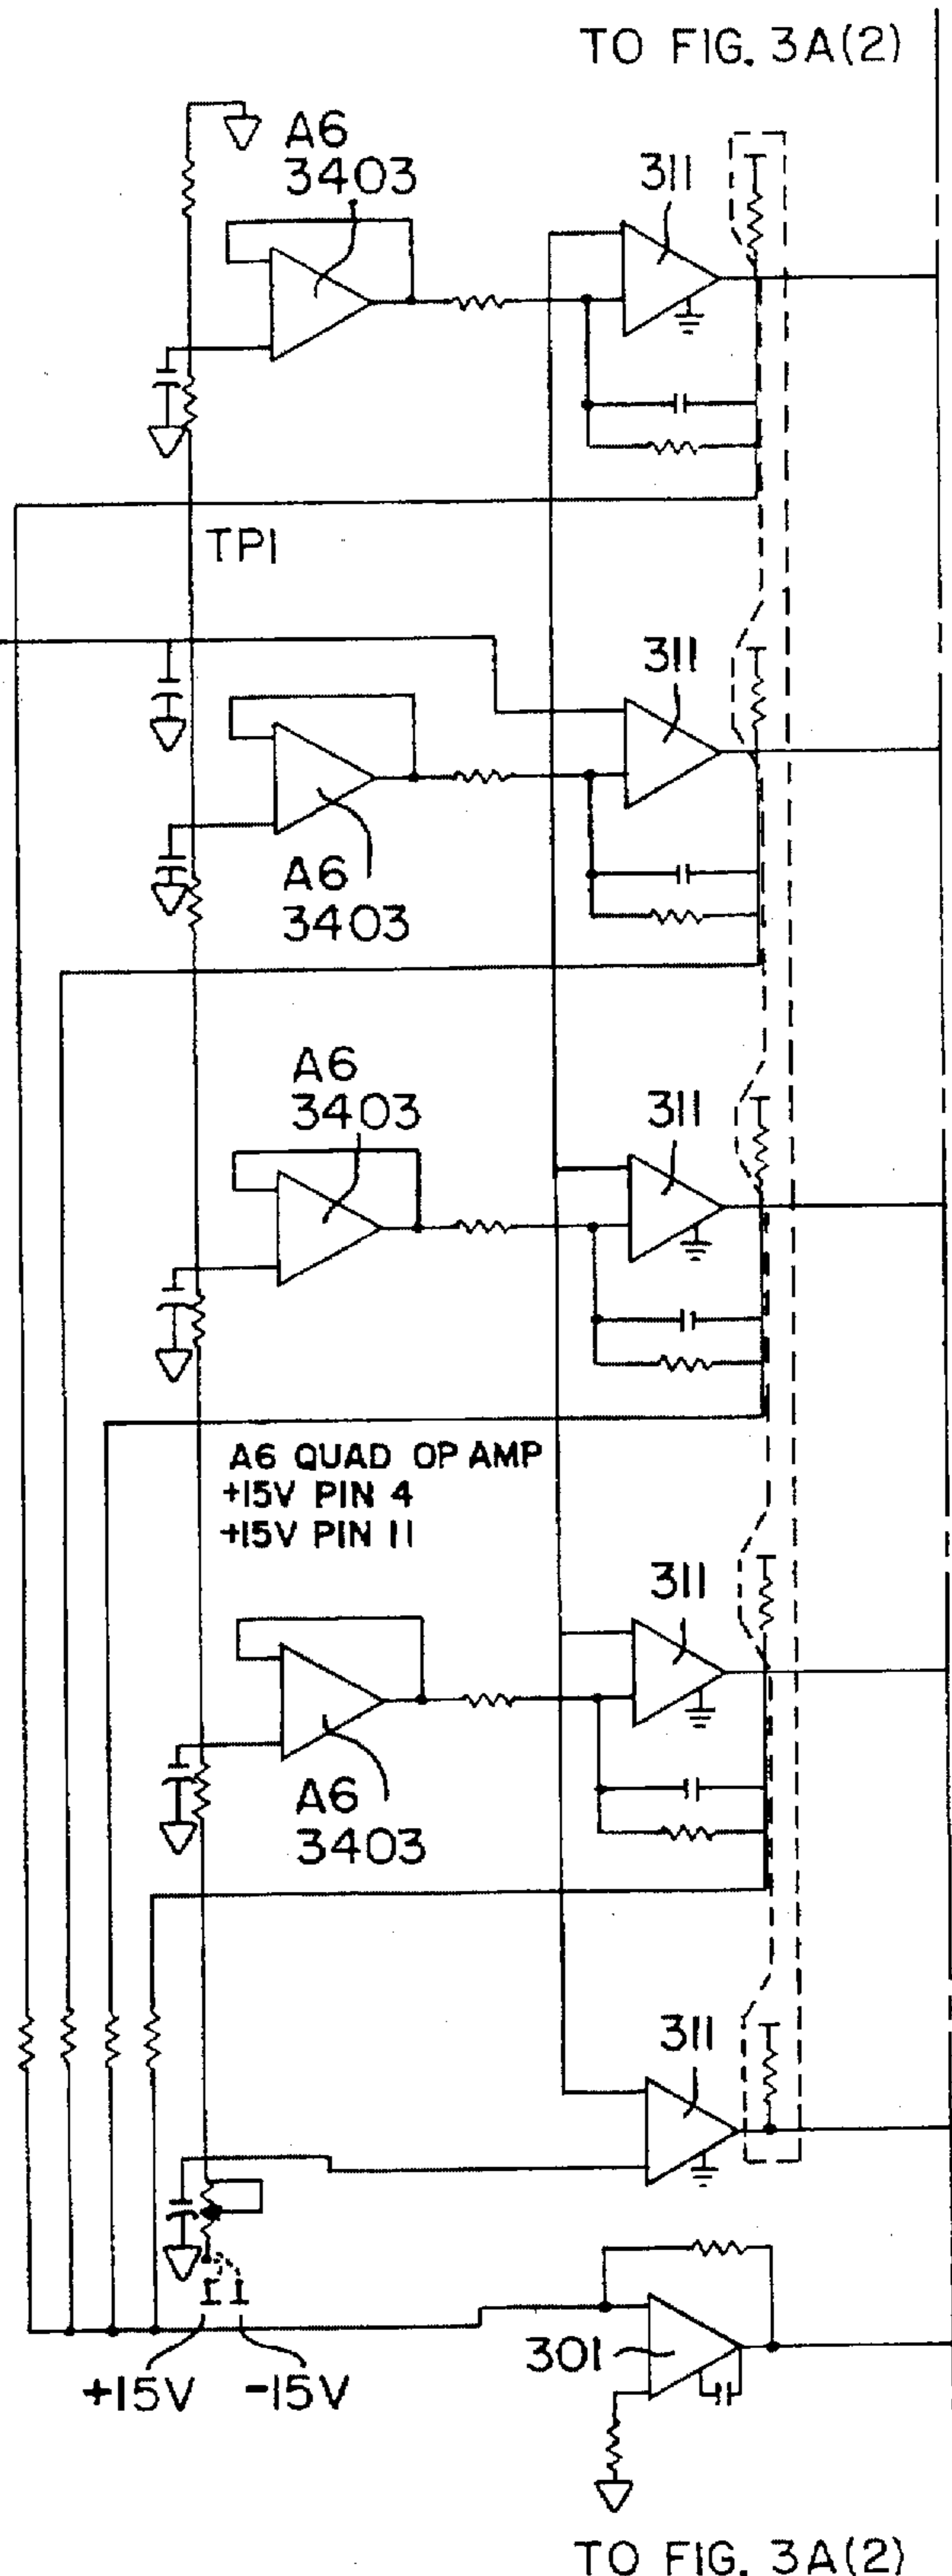 TO FIG. 3A(2)
A6
3403
311
TP1
311
A6
3403
A6
3403
311
A6 QUAD OP AMP
+15V PIN 4
+15V PIN 11
311
A6
3403
311
301
+15V -15V
TO FIG. 3A(2)